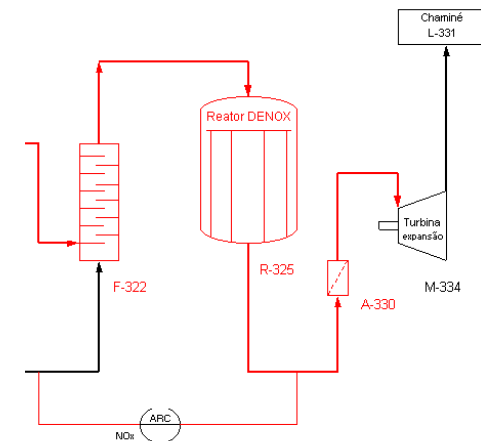 Chaminé
L-331
Reator DENOX
Turbina
expansão
R-325
F-322
A-330
M-334
ARC
NOx